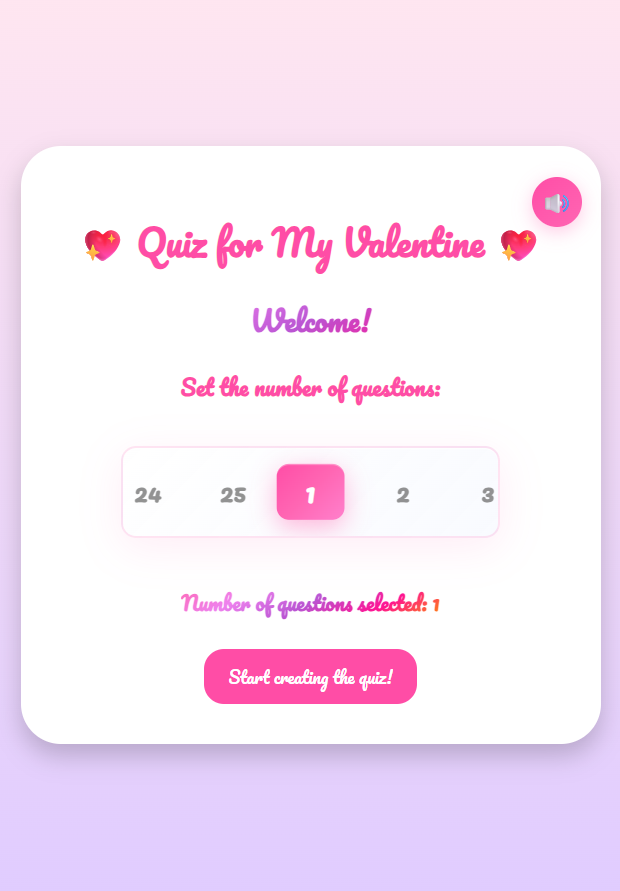 Quiz for My Valentine
Welcome!
Set the number of questions:
24 25 1 2 3
Number of questions selected: 1
Start creating the quiz!